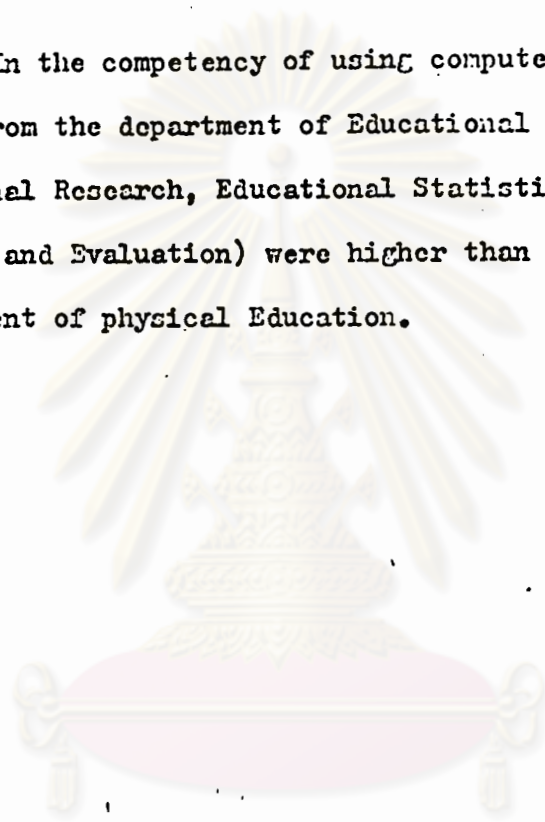 In the competency of using compute
rom the department of Educational
al Research, Educational Statisti
and Evaluation) were higher than
ent of physical Education.